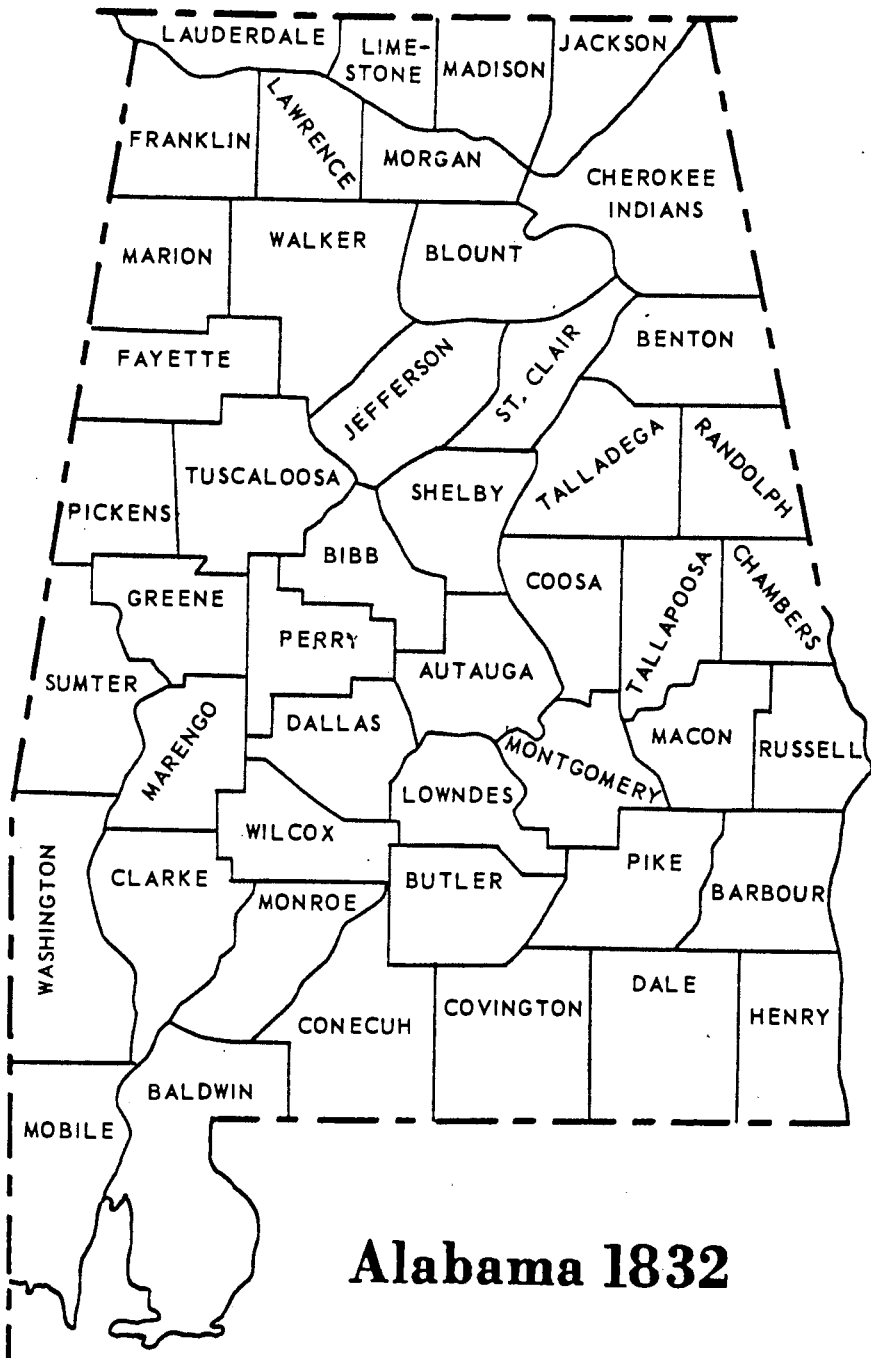 LAUDERDALE
LIME-
STONE
MADISON
JACKSON
FRANKLIN
LAWRENCE
MORGAN
CHEROKEE
INDIANS
MARION
WALKER
BLOUNT
FAYETTE
JEFFERSON
ST. CLAIR
BENTON
PICKENS
TUSCALOOSA
SHELBY
TALLADEGA
RANDOLPH
BIBB
GREENE
PERRY
COOSA
TALLAPOOSA
CHAMBERS
SUMTER
MARENGO
DALLAS
AUTAUGA
MONTGOMERY
MACON
RUSSELL
LOWNDES
WILCOX
WASHINGTON
CLARKE
MONROE
BUTLER
PIKE
BARBOUR
CONECUH
COVINGTON
DALE
HENRY
BALDWIN
MOBILE
Alabama 1832